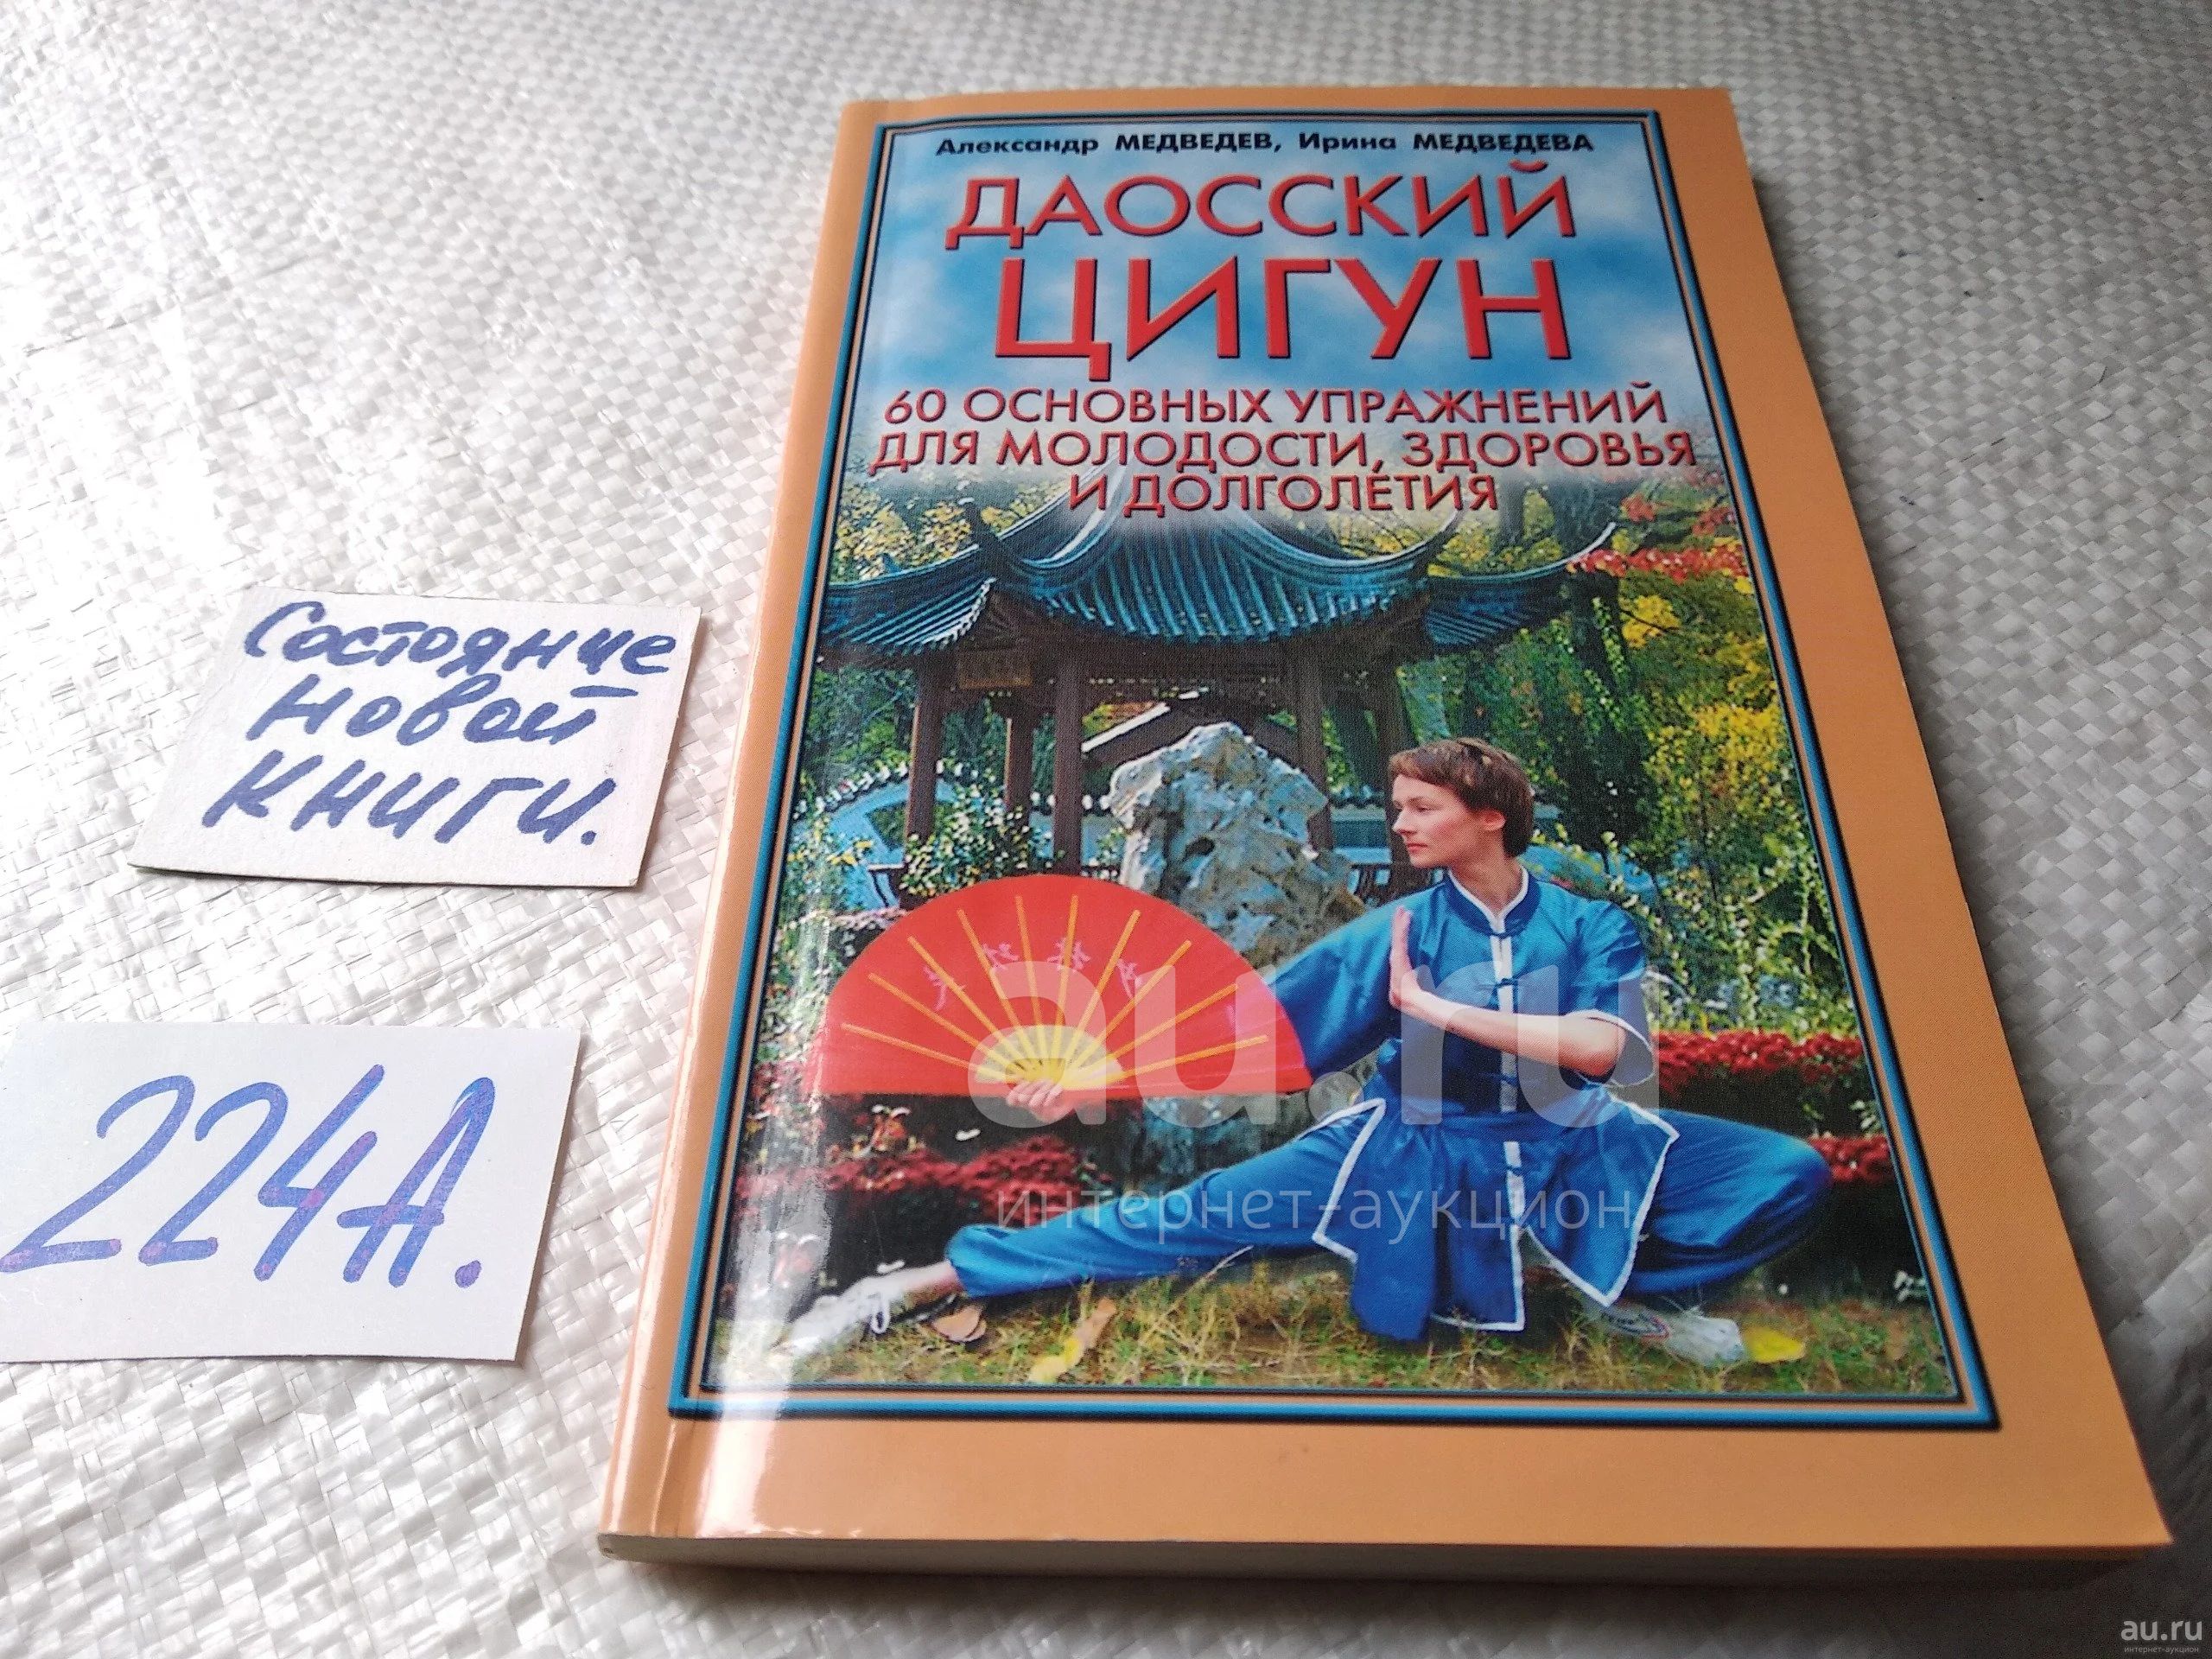 Александр МЕДВЕДЕВ, Ирина МЕДВЕДЕВА
ДАОССКИЙ
ЦИГУН
60 ОСНОВНЫХ УПРАЖНЕНИЙ
ДЛЯ МОЛОДОСТИ, ЗДОРОВЬЯ
И ДОЛГОЛЕТИЯ
Состояние
новой
книги.
224А.
au.ru
интернет-аукцион
au.ru
интернет-аукцион